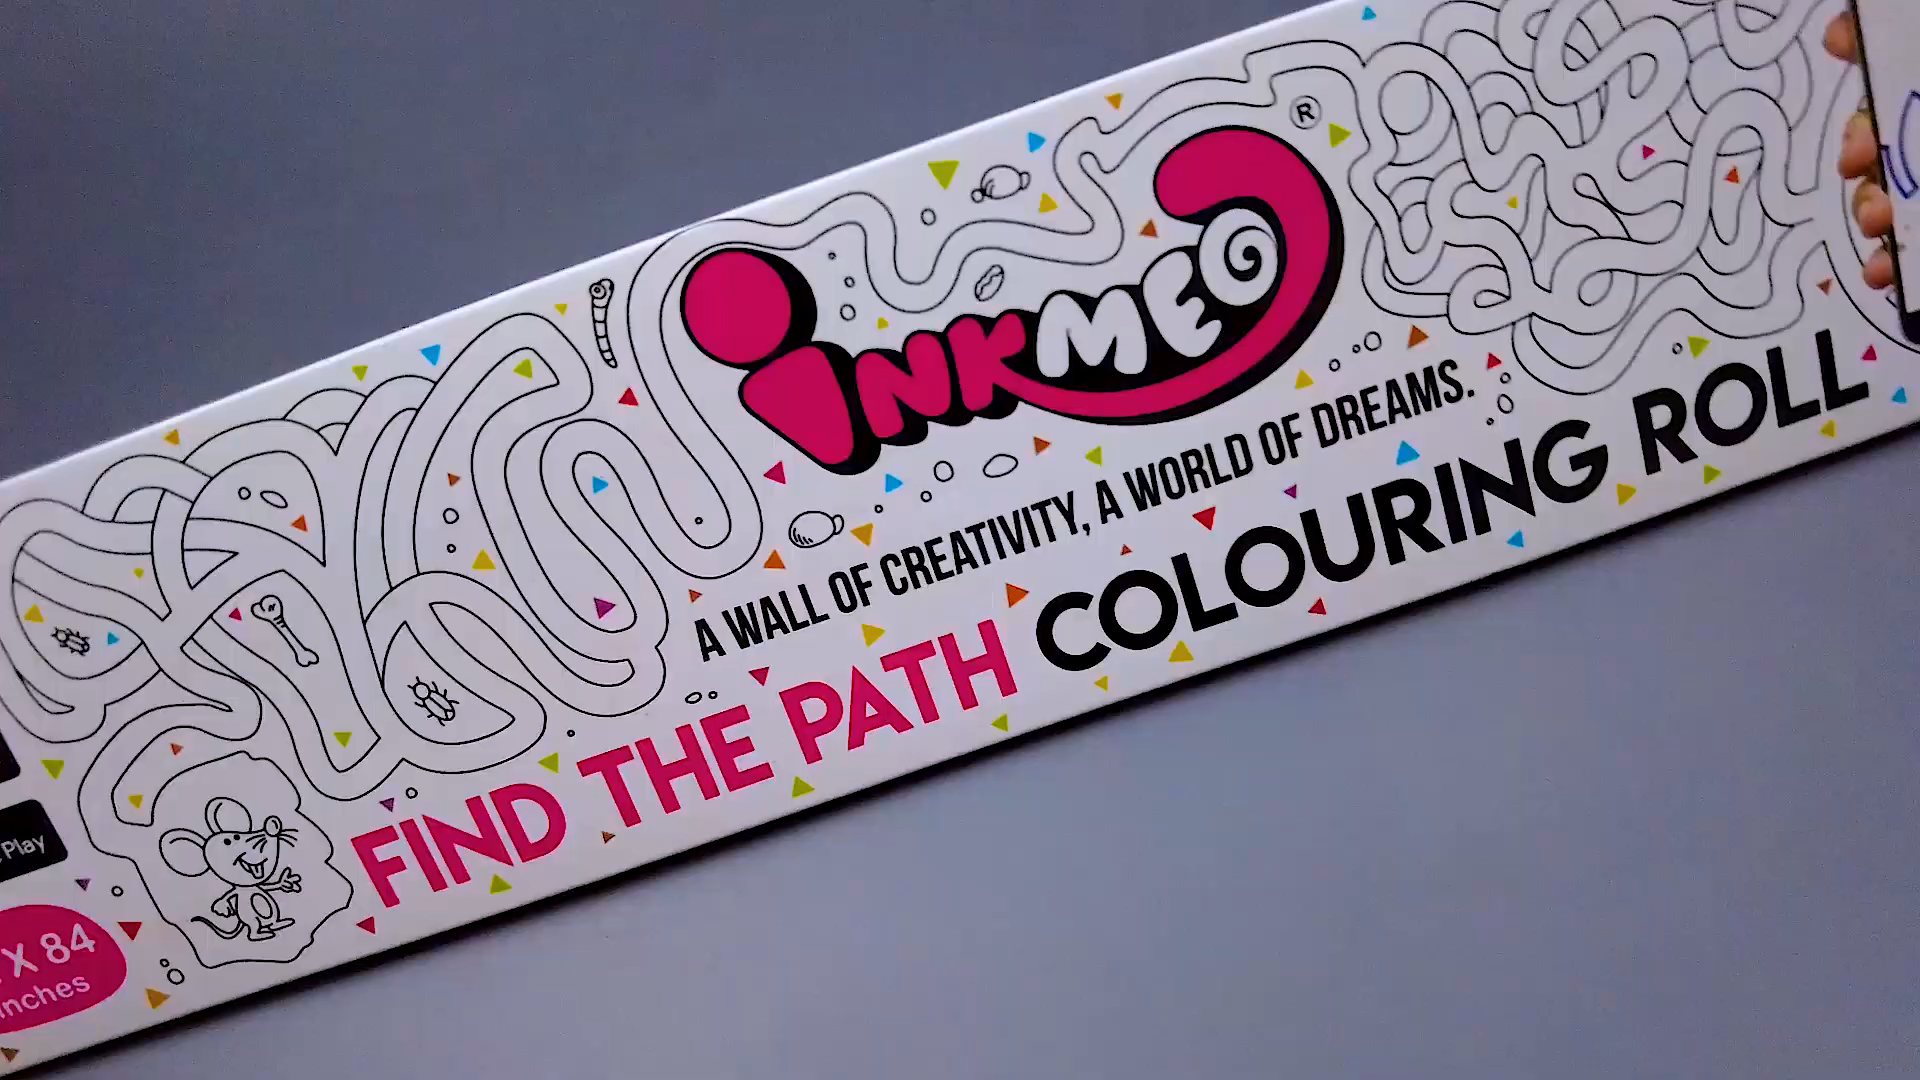 INKMEO
®
A WALL OF CREATIVITY, A WORLD OF DREAMS.
FIND THE PATH COLOURING ROLL
Play
X 84
inches